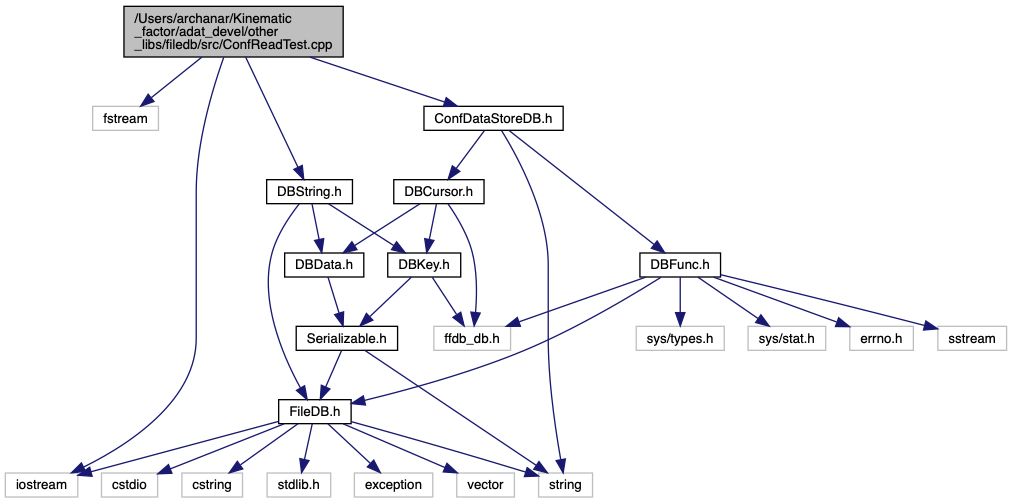 /Users/archanar/Kinematic
_factor/adat_devel/other
_libs/filedb/src/ConfReadTest.cpp
fstream
ConfDataStoreDB.h
DBString.h
DBCursor.h
DBData.h
DBKey.h
DBFunc.h
Serializable.h
ffdb_db.h
sys/types.h
sys/stat.h
errno.h
sstream
FileDB.h
iostream
cstdio
cstring
stdlib.h
exception
vector
string